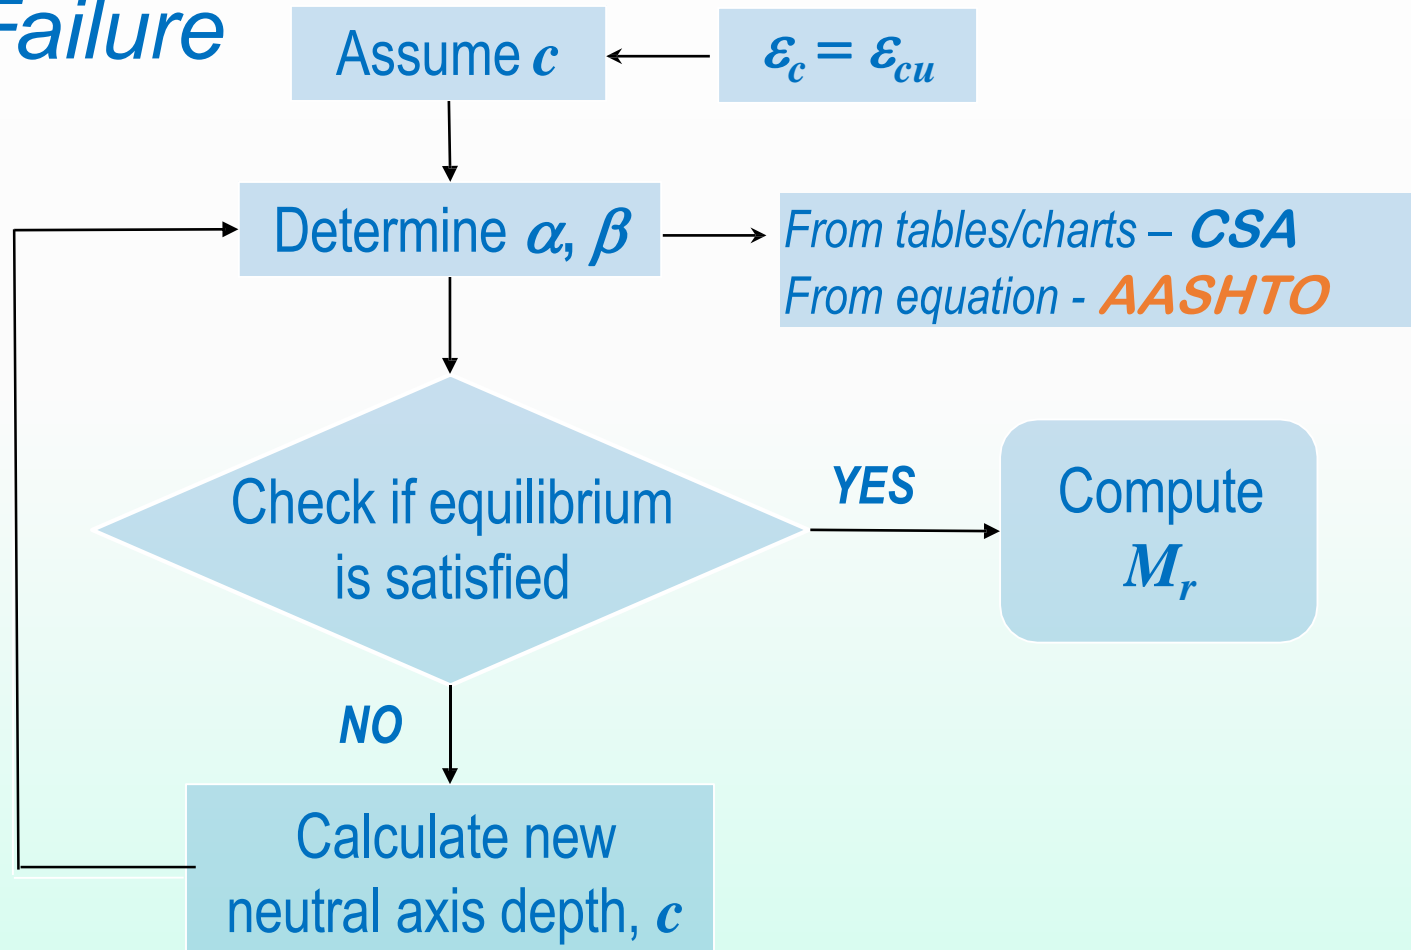 Failure
Assume c
εc = εcu
Determine α, β
From tables/charts – CSA
From equation - AASHTO
Check if equilibrium
is satisfied
YES
Compute
Mr
NO
Calculate new
neutral axis depth, c